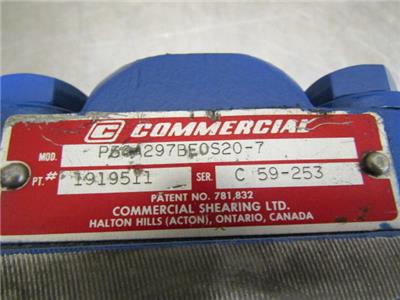 C COMMERCIAL
MOD. P30A297BEOS20-7
PT.# 1919511 SER. C 59-253
PATENT NO. 781,832
COMMERCIAL SHEARING LTD.
HALTON HILLS (ACTON), ONTARIO, CANADA